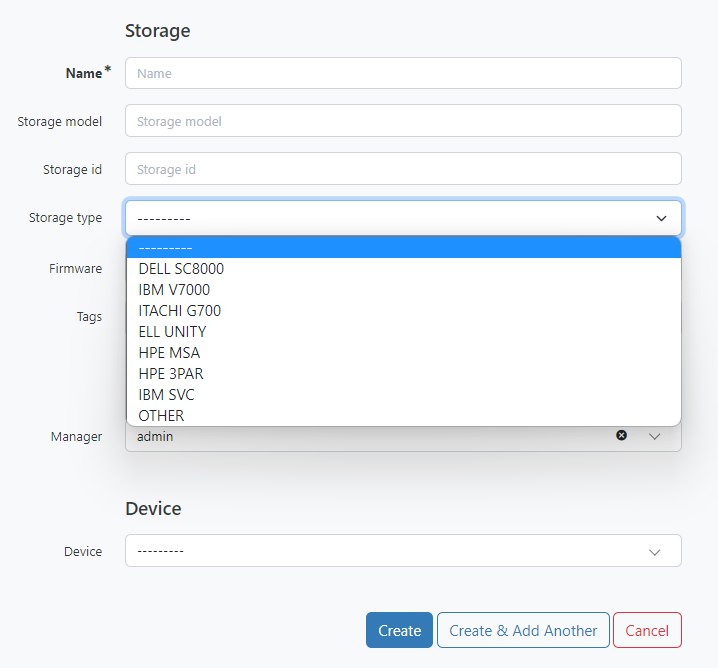 Storage
Name*
Name
Storage model
Storage model
Storage id
Storage id
Storage type
---------
---------
Firmware
DELL SC8000
IBM V7000
ITACHI G700
Tags
ELL UNITY
HPE MSA
HPE 3PAR
IBM SVC
OTHER
Manager
admin
Device
Device
---------
Create
Create & Add Another
Cancel